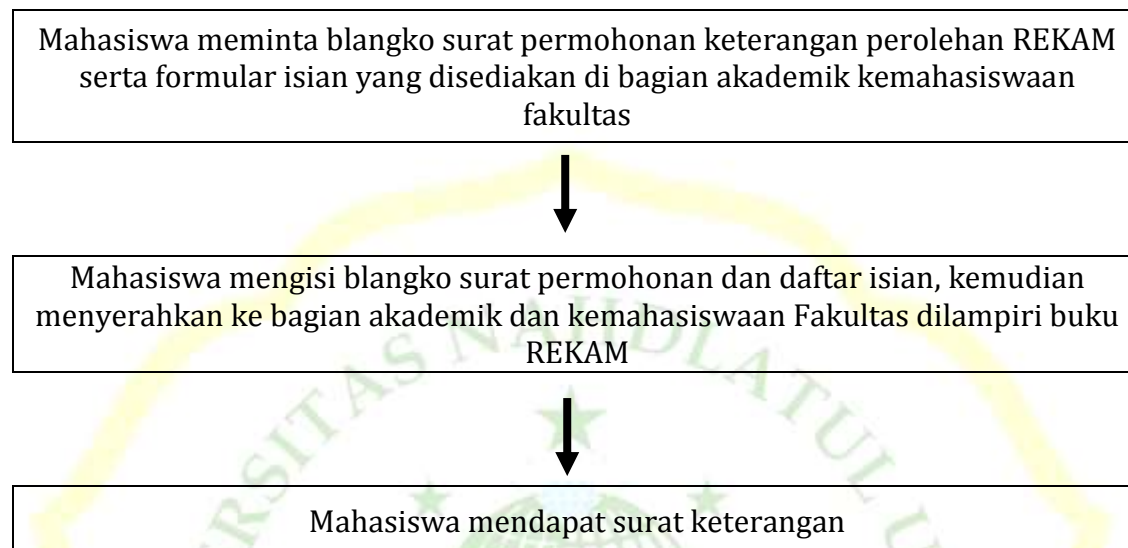 Mahasiswa meminta blangko surat permohonan keterangan perolehan REKAM
serta formular isian yang disediakan di bagian akademik kemahasiswaan
fakultas
Mahasiswa mengisi blangko surat permohonan dan daftar isian, kemudian
menyerahkan ke bagian akademik dan kemahasiswaan Fakultas dilampiri buku
REKAM
Mahasiswa mendapat surat keterangan